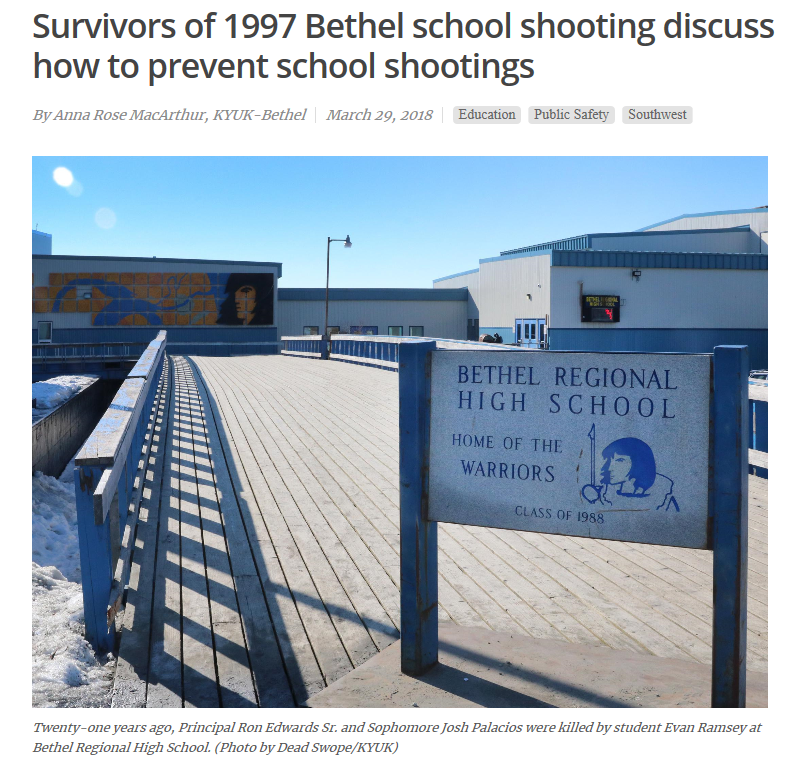 Survivors of 1997 Bethel school shooting discuss
how to prevent school shootings
By Anna Rose MacArthur, KYUK-Bethel March 29, 2018 Education Public Safety Southwest
BETHEL REGIONAL
HIGH SCHOOL
HOME OF THE
WARRIORS
CLASS OF 1988
Twenty-one years ago, Principal Ron Edwards Sr. and Sophomore Josh Palacios were killed by student Evan Ramsey at
Bethel Regional High School. (Photo by Dead Swope/KYUK)